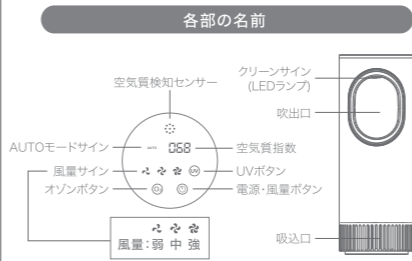 各部の名前
空気質検知センサー
AUTOモードサイン
AUTO
068
空気質指数
風量サイン
UV
UVボタン
オゾンボタン
電源・風量ボタン
風量:弱 中 強
クリーンサイン
(LEDランプ)
吹出口
吸込口